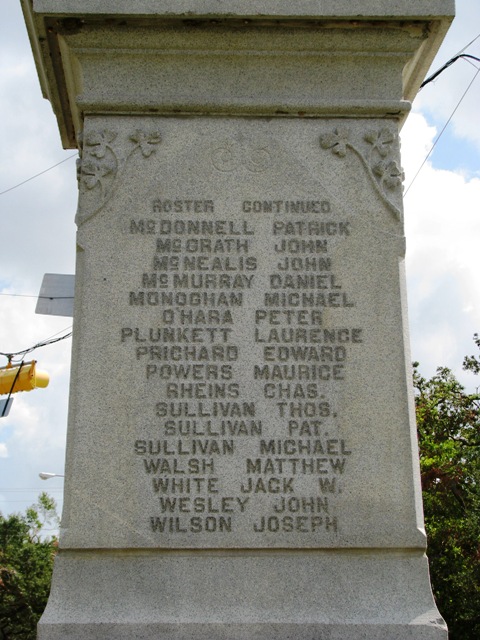 ROSTER CONTINUED
McDONNELL PATRICK
McGRATH JOHN
McNEALIS JOHN
McMURRAY DANIEL
MONOGHAN MICHAEL
O'HARA PETER
PLUNKETT LAURENCE
PRICHARD EDWARD
POWERS MAURICE
RHEINS CHAS.
SULLIVAN THOS.
SULLIVAN PAT.
SULLIVAN MICHAEL
WALSH MATTHEW
WHITE JACK W.
WESLEY JOHN
WILSON JOSEPH